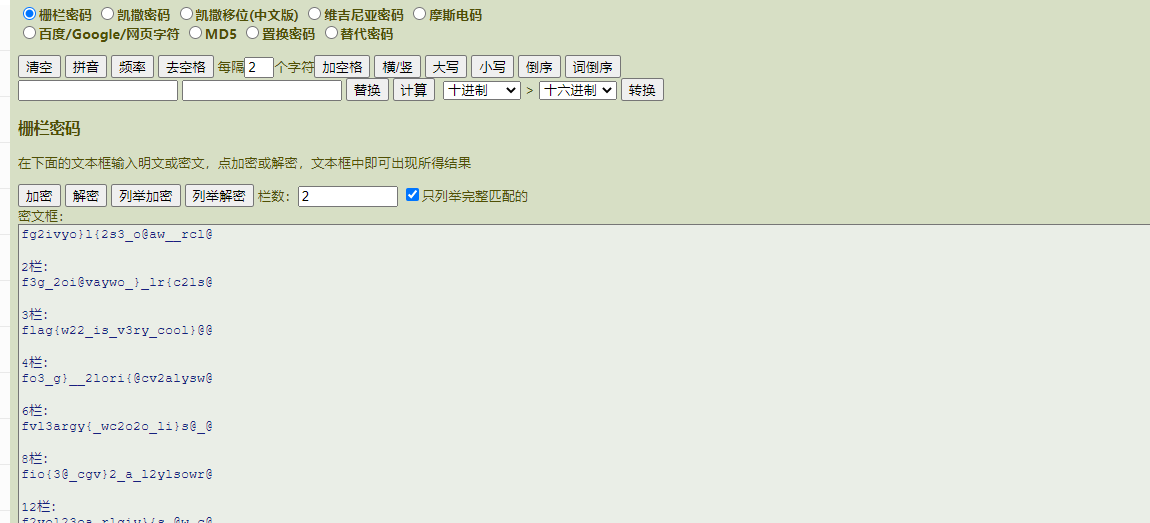 栅栏密码 凯撒密码 凯撒移位(中文版) 维吉尼亚密码 摩斯电码
百度/Google/网页字符 MD5 置换密码 替代密码
清空 拼音 频率 去空格 每隔 2 个字符 加空格 横/竖 大写 小写 倒序 词倒序
替换 计算 十进制 > 十六进制 转换
栅栏密码
在下面的文本框输入明文或密文，点加密或解密，文本框中即可出现所得结果
加密 解密 列举加密 列举解密 栏数： 2 只列举完整匹配的
密文框：
fg2ivyo}l{2s3_o@aw__rcl@
2栏：
f3g_2oi@vaywo_}_lr{c2ls@
3栏：
flag{w22_is_v3ry_cool}@@
4栏：
fo3_g}__2lori{@cv2alysw@
6栏：
fvl3argy{_wc2o2o_li}s@_@
8栏：
fio{3@_cgv}2_a_l2ylsowr@
12栏：